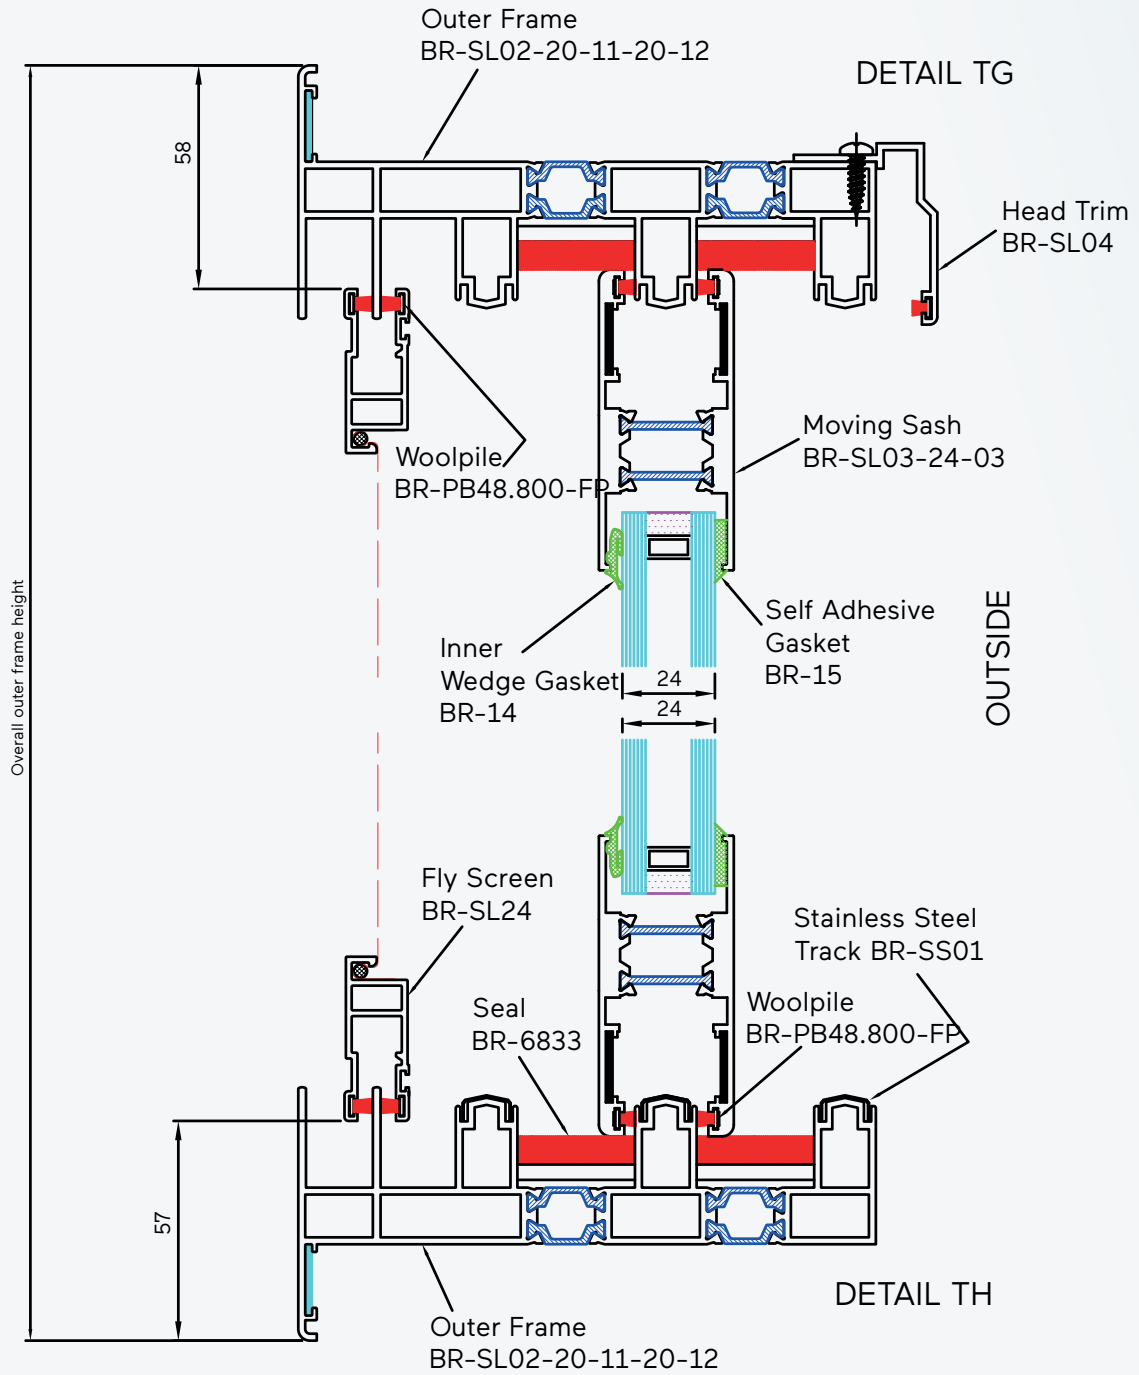 Outer Frame
BR-SL02-20-11-20-12
DETAIL TG
58
Head Trim
BR-SL04
Moving Sash
BR-SL03-24-03
Woolpile
BR-PB48.800-FP
Overall outer frame height
Inner
Wedge Gasket
BR-14
Self Adhesive
Gasket
BR-15
OUTSIDE
24
24
Fly Screen
BR-SL24
Stainless Steel
Track BR-SS01
Seal
BR-6833
Woolpile
BR-PB48.800-FP
57
DETAIL TH
Outer Frame
BR-SL02-20-11-20-12